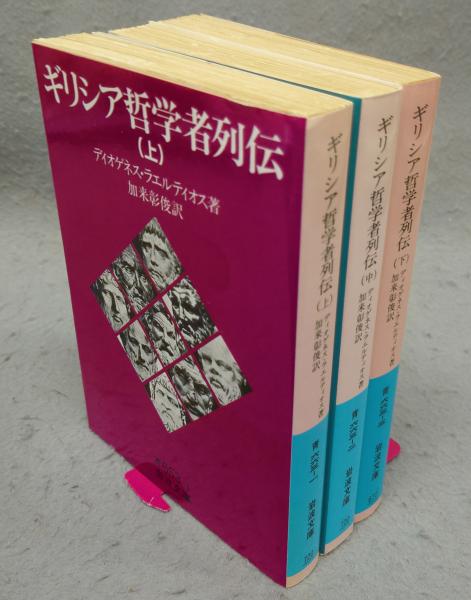 ギリシア哲学者列伝
(上)
ディオゲネス・ラエルティオス著
加来彰俊訳
ギリシア哲学者列伝(上)
ディオゲネス・ラエルティオス著
加来彰俊訳
岩波文庫
ギリシア哲学者列伝(中)
ディオゲネス・ラエルティオス著
加来彰俊訳
岩波文庫
ギリシア哲学者列伝(下)
ディオゲネス・ラエルティオス著
加来彰俊訳
岩波文庫